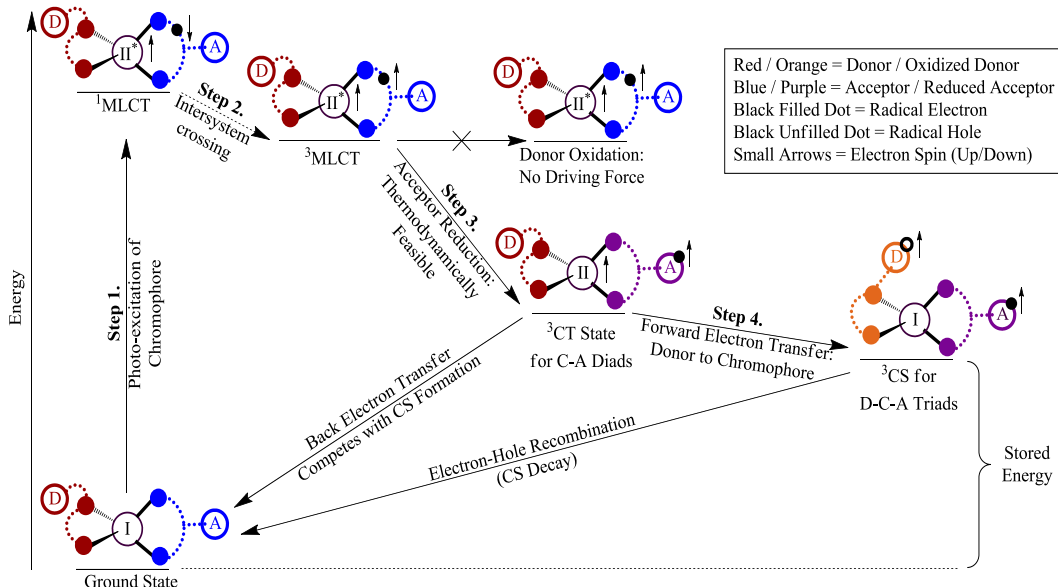 D
II*
A
1MLCT
Step 2.
Intersystem
crossing
D
II*
A
3MLCT
D
II*
A
Donor Oxidation:
No Driving Force
Red / Orange = Donor / Oxidized Donor
Blue / Purple = Acceptor / Reduced Acceptor
Black Filled Dot = Radical Electron
Black Unfilled Dot = Radical Hole
Small Arrows = Electron Spin (Up/Down)
Energy
Step 1.
Photo-excitation of
Chromophore
Step 3.
Acceptor Reduction:
Thermodynamically
Feasible
D
II
A
3CT State
for C-A Diads
Step 4.
Forward Electron Transfer:
Donor to Chromophore
D
I
A
3CS for
D-C-A Triads
Back Electron Transfer
Competes with CS Formation
Electron-Hole Recombination
(CS Decay)
Stored
Energy
D
I
A
Ground State